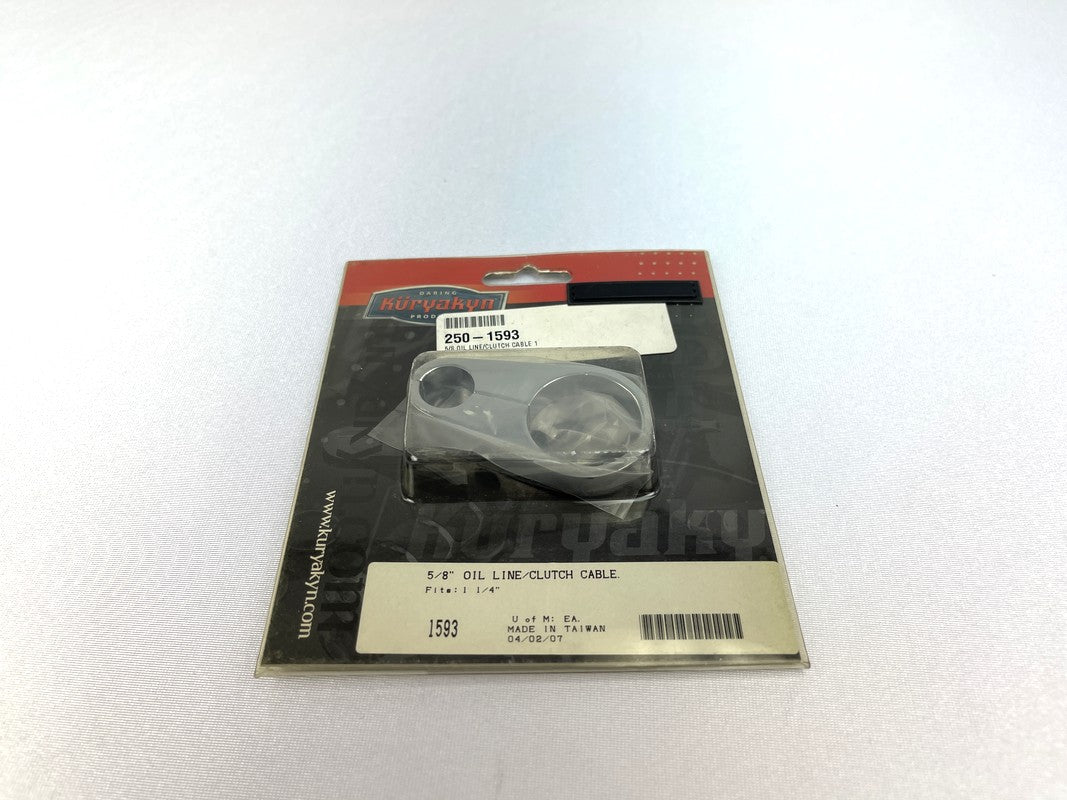 DARING
Küryakyn
250-1593
5/8 OIL LINE/CLUTCH CABLE 1
Küryaky
www.kuryakyn.com
5/8" OIL LINE/CLUTCH CABLE.
Fits: 1 1/4"
1593
U of M: EA.
MADE IN TAIWAN
04/02/07